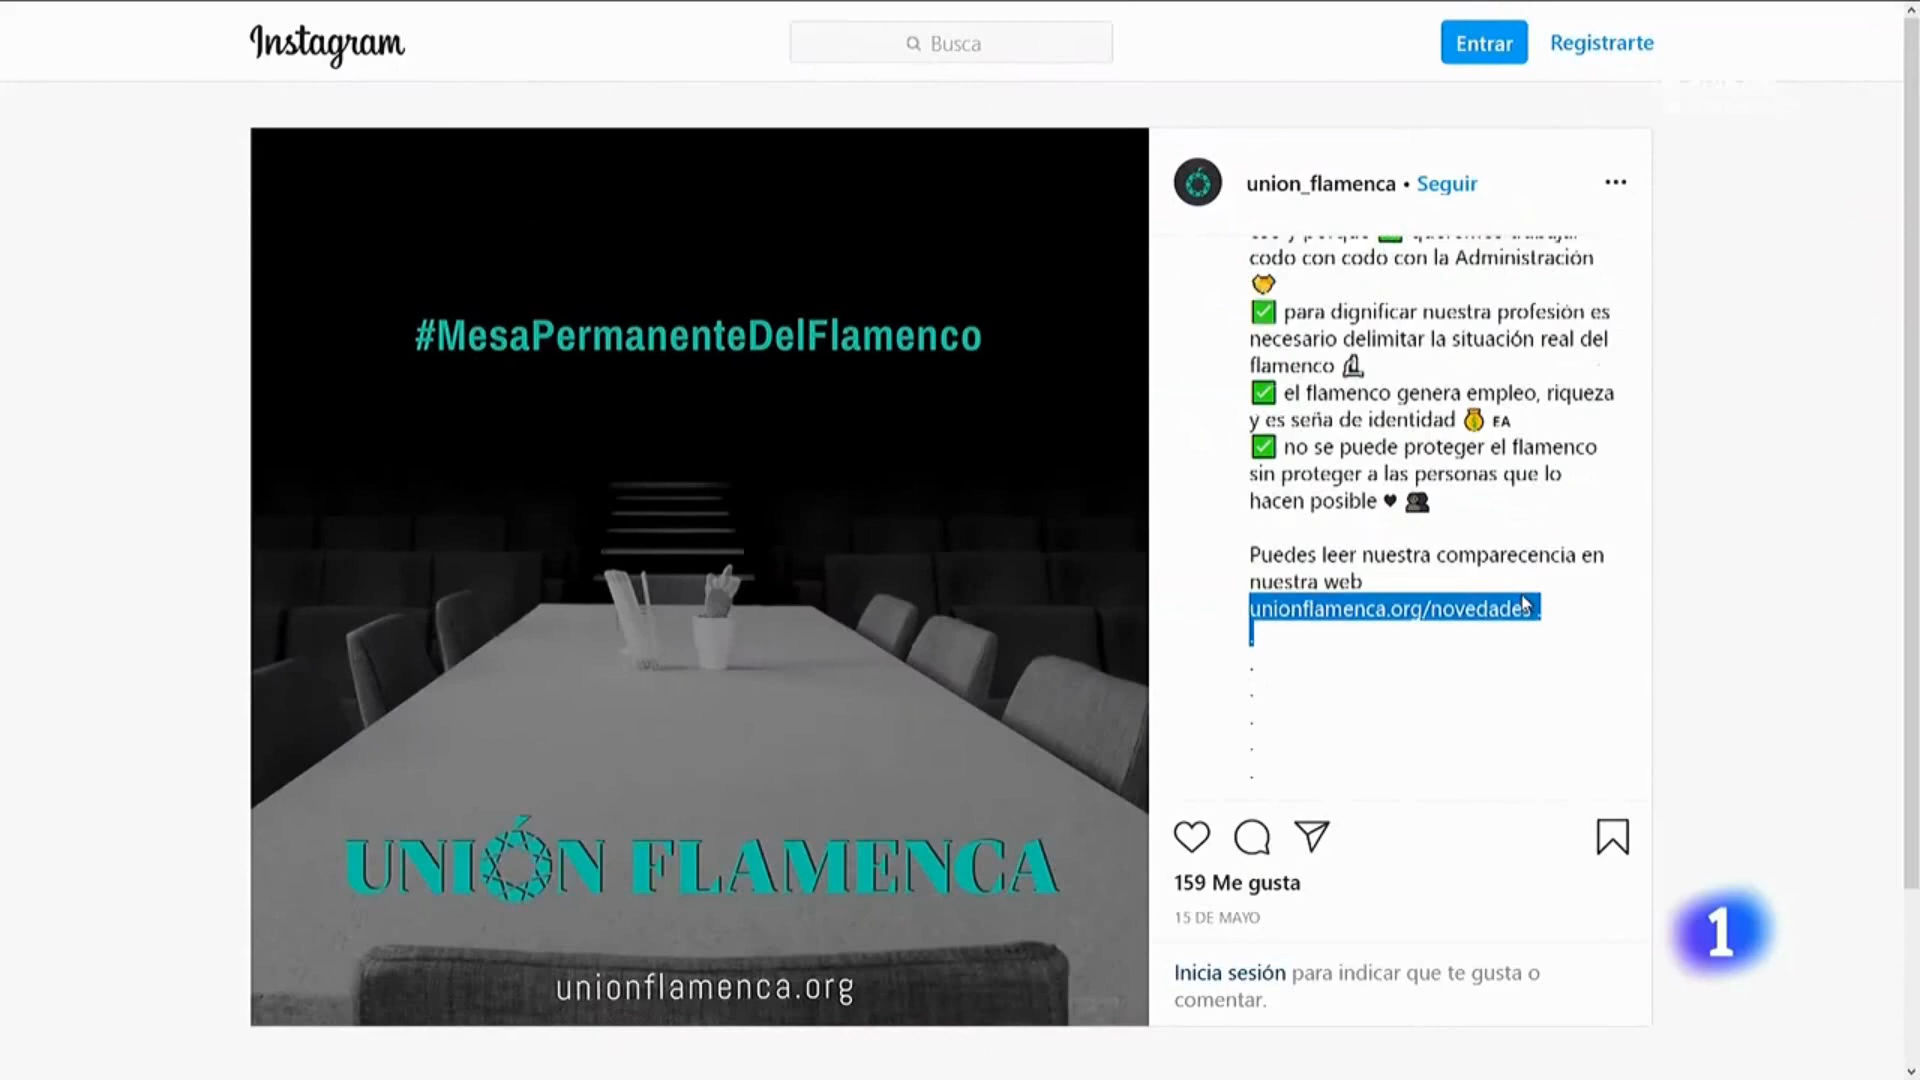 Instagram
Busca
Entrar
Registrarte
#MesaPermanenteDelFlamenco
UNIÓN FLAMENCA
unionflamenca.org
union_flamenca • Seguir
codo con codo con la Administración
para dignificar nuestra profesión es
necesario delimitar la situación real del
flamenco
el flamenco genera empleo, riqueza
y es seña de identidad 💰 EA
no se puede proteger el flamenco
sin proteger a las personas que lo
hacen posible ♥
Puedes leer nuestra comparecencia en
nuestra web
unionflamenca.org/novedades .
.
.
.
.
.
.
159 Me gusta
15 DE MAYO
Inicia sesión para indicar que te gusta o
comentar.
1